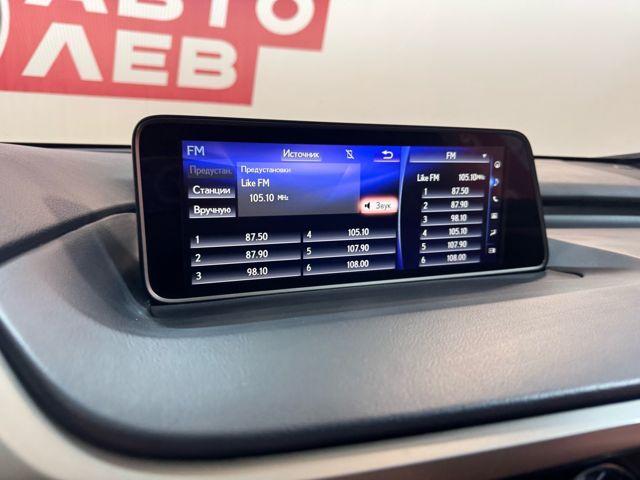 АВТО
ЛЕВ
FM
Источник
FM
Предустан.
Предустановки
Like FM
105.10 MHz
Станции
Вручную
Звук
1 87.50
2 87.90
3 98.10
4 105.10
5 107.90
6 108.00
Like FM 105.10 MHz
1 87.50
2 87.90
3 98.10
4 105.10
5 107.90
6 108.00